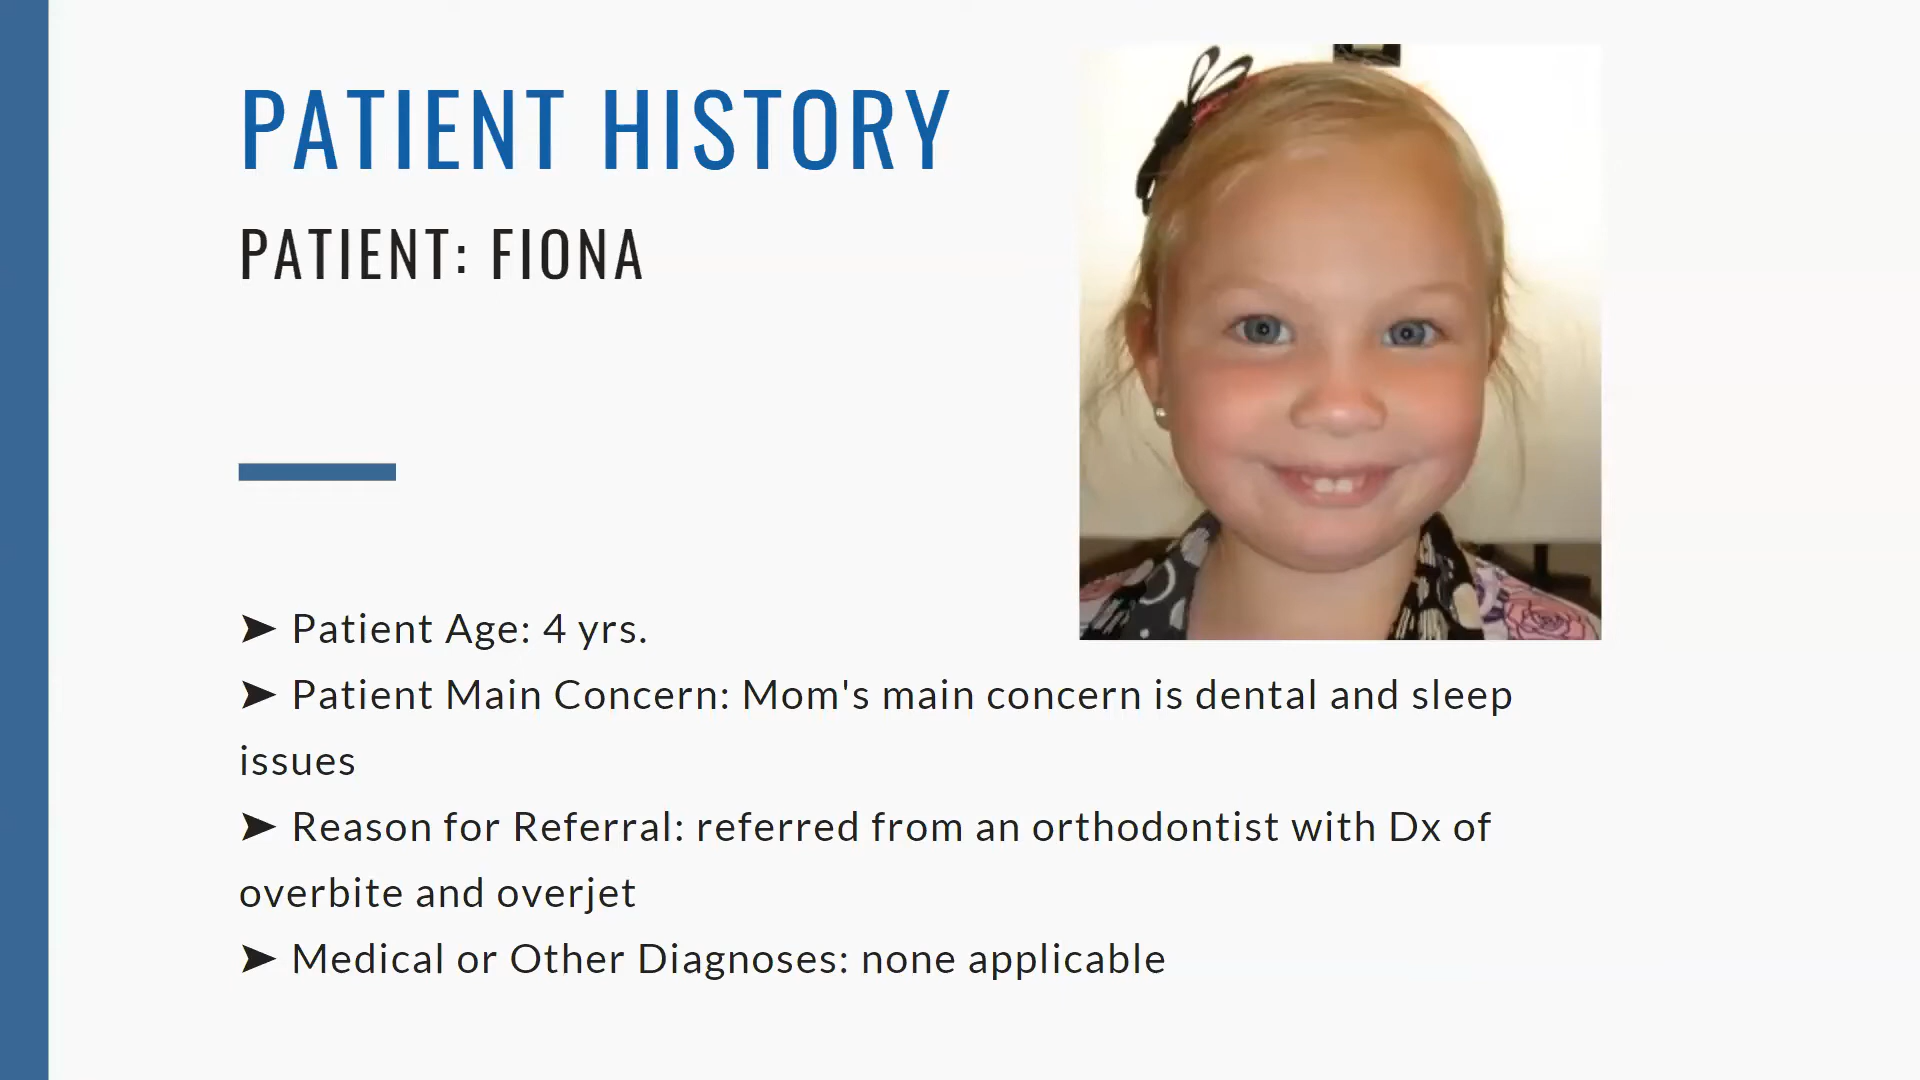 PATIENT HISTORY
PATIENT: FIONA
➤ Patient Age: 4 yrs.
➤ Patient Main Concern: Mom's main concern is dental and sleep
issues
➤ Reason for Referral: referred from an orthodontist with Dx of
overbite and overjet
➤ Medical or Other Diagnoses: none applicable